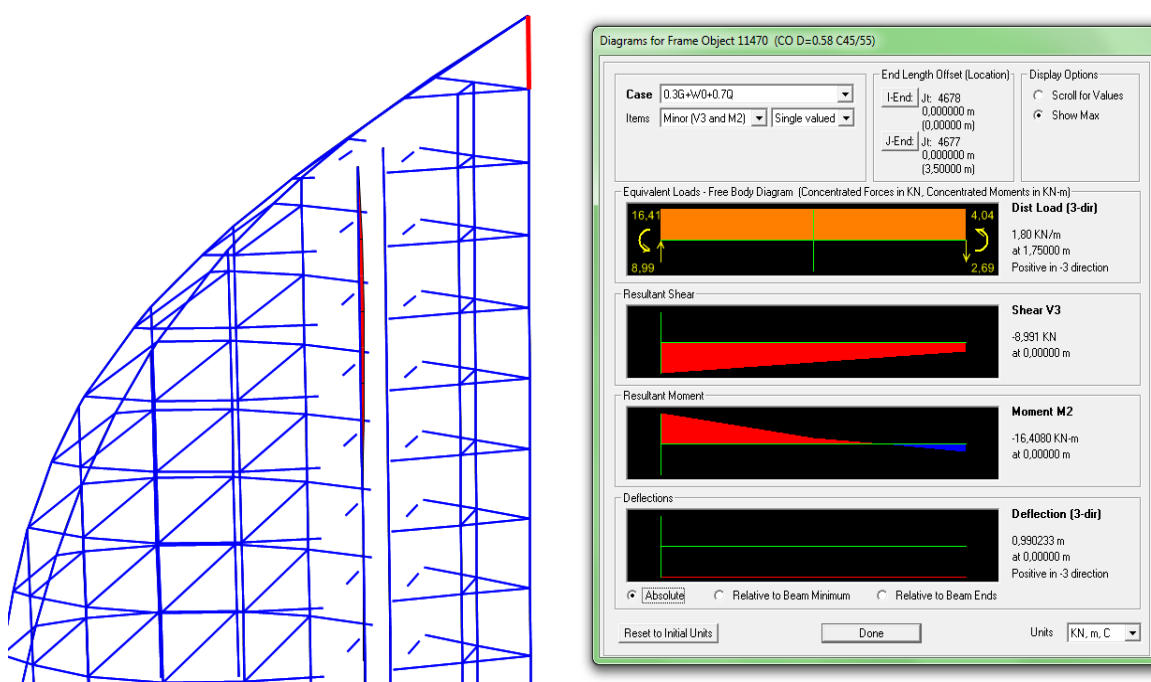 Diagrams for Frame Object 11470 (CO D=0.58 C45/55)
Case 0.3G+W0+0.7Q
Items Minor (V3 and M2) Single valued
End Length Offset (Location)
I-End: Jt: 4678
0,000000 m
(0,00000 m)
J-End: Jt: 4677
0,000000 m
(3,50000 m)
Display Options
Scroll for Values
Show Max
Equivalent Loads - Free Body Diagram (Concentrated Forces in KN, Concentrated Moments in KN-m)
16,41 4,04
8,99 2,69
Dist Load (3-dir)
1,80 KN/m
at 1,75000 m
Positive in -3 direction
Resultant Shear
Shear V3
-8,991 KN
at 0,00000 m
Resultant Moment
Moment M2
-16,4080 KN-m
at 0,00000 m
Deflections
Deflection (3-dir)
0,990233 m
at 0,00000 m
Positive in -3 direction
Absolute Relative to Beam Minimum Relative to Beam Ends
Reset to Initial Units Done Units KN, m, C